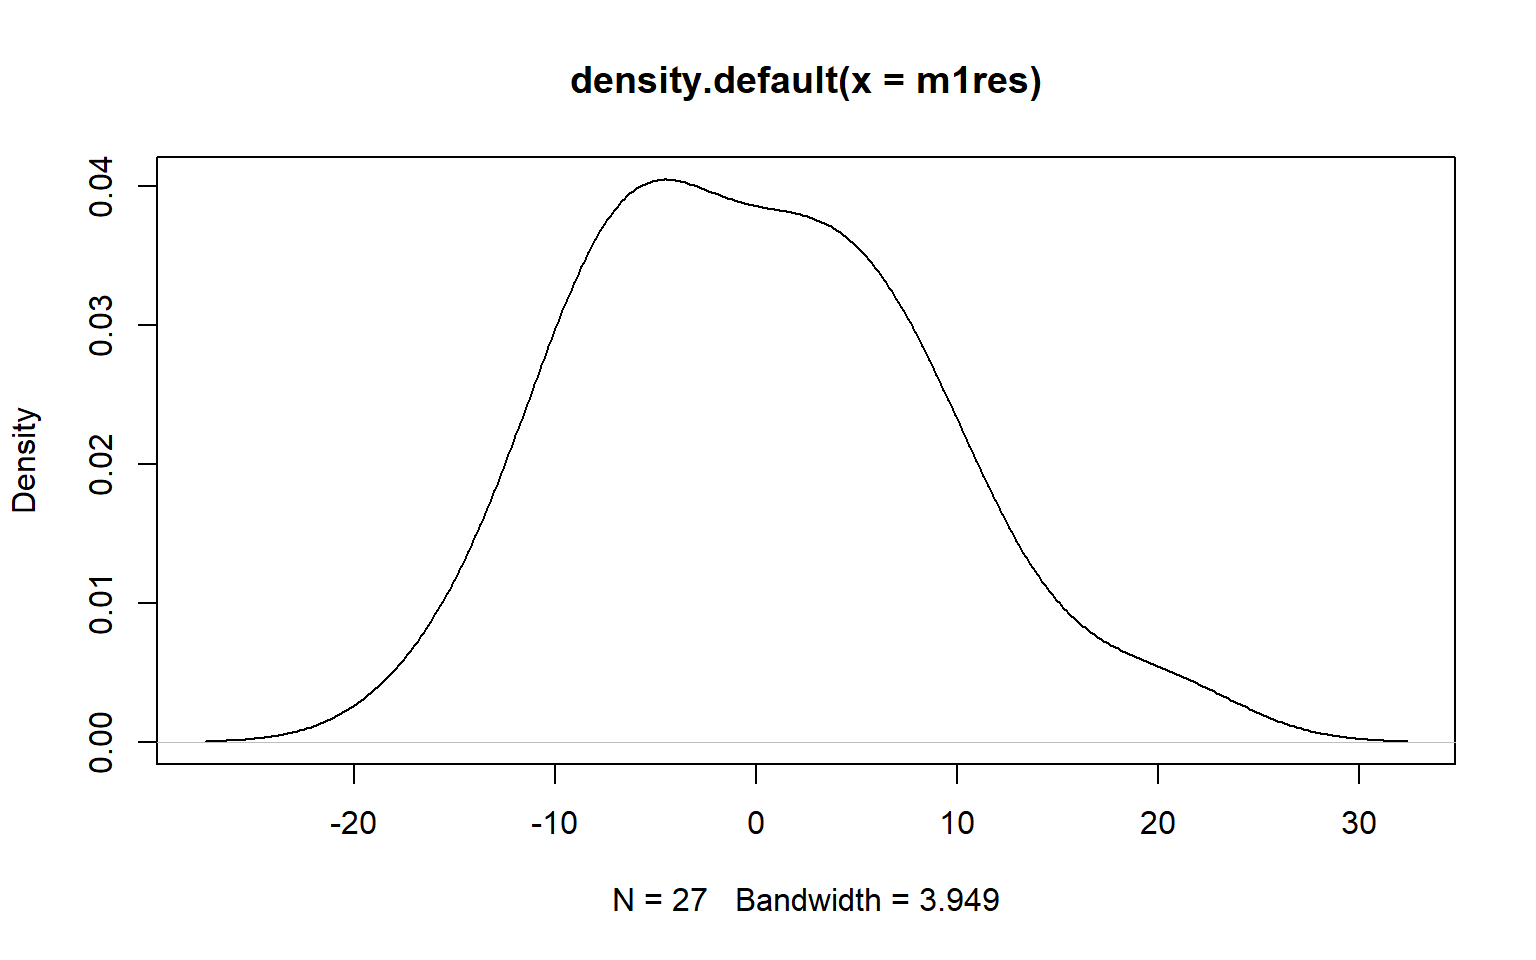 density.default(x = m1res)
Density
0.04
0.03
0.02
0.01
0.00
-20 -10 0 10 20 30
N = 27 Bandwidth = 3.949